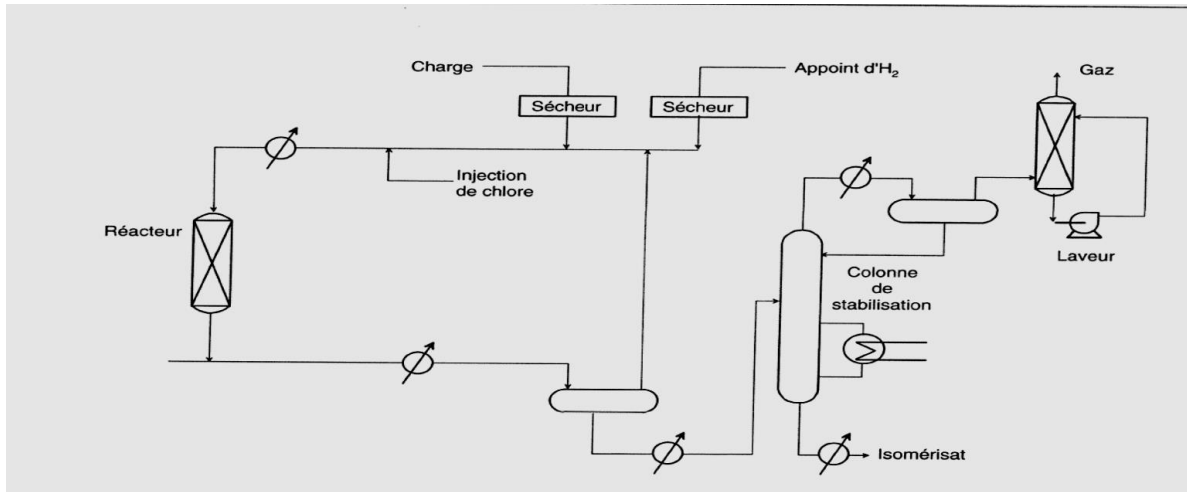 Charge
Appoint d'H2
Gaz
Sécheur
Sécheur
Injection
de chlore
Réacteur
Laveur
Colonne
de
stabilisation
Isomérisat